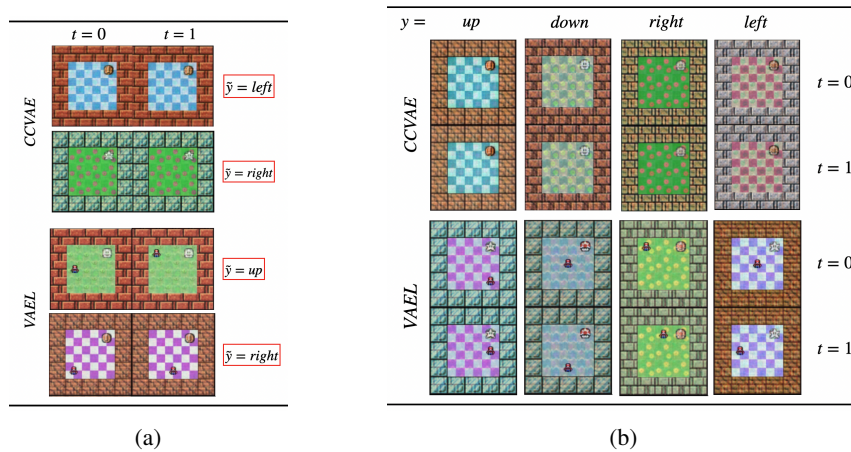 t = 0 t = 1
CCVAE
ỹ = left
ỹ = right
VAEL
ỹ = up
ỹ = right
(a)
y = up down right left
CCVAE
t = 0
t = 1
VAEL
t = 0
t = 1
(b)